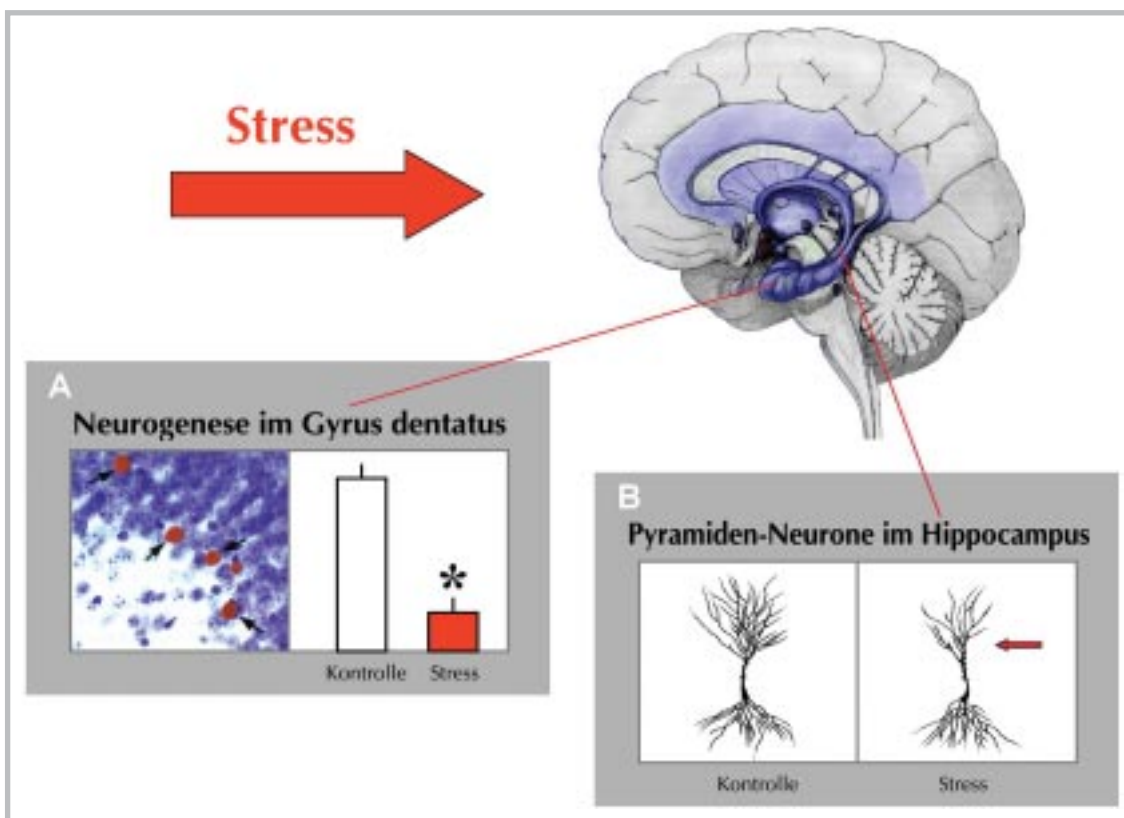 Stress
A
Neurogenese im Gyrus dentatus
*
Kontrolle Stress
B
Pyramiden-Neurone im Hippocampus
Kontrolle Stress